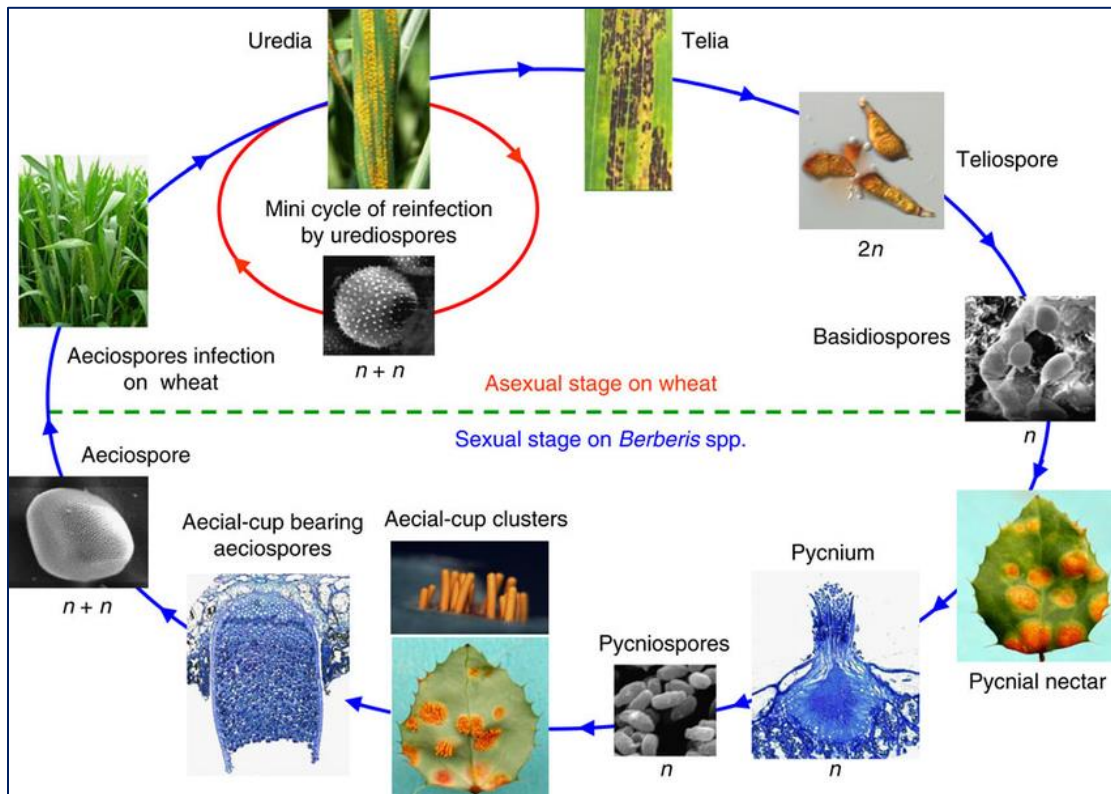 Uredia
Telia
Teliospore
2n
Mini cycle of reinfection
by urediospores
n + n
Basidiospores
n
Aeciospores infection
on wheat
Asexual stage on wheat
Sexual stage on Berberis spp.
Aeciospore
n + n
Aecial-cup bearing
aeciospores
Aecial-cup clusters
Pycniospores
n
Pycnium
n
Pycnial nectar